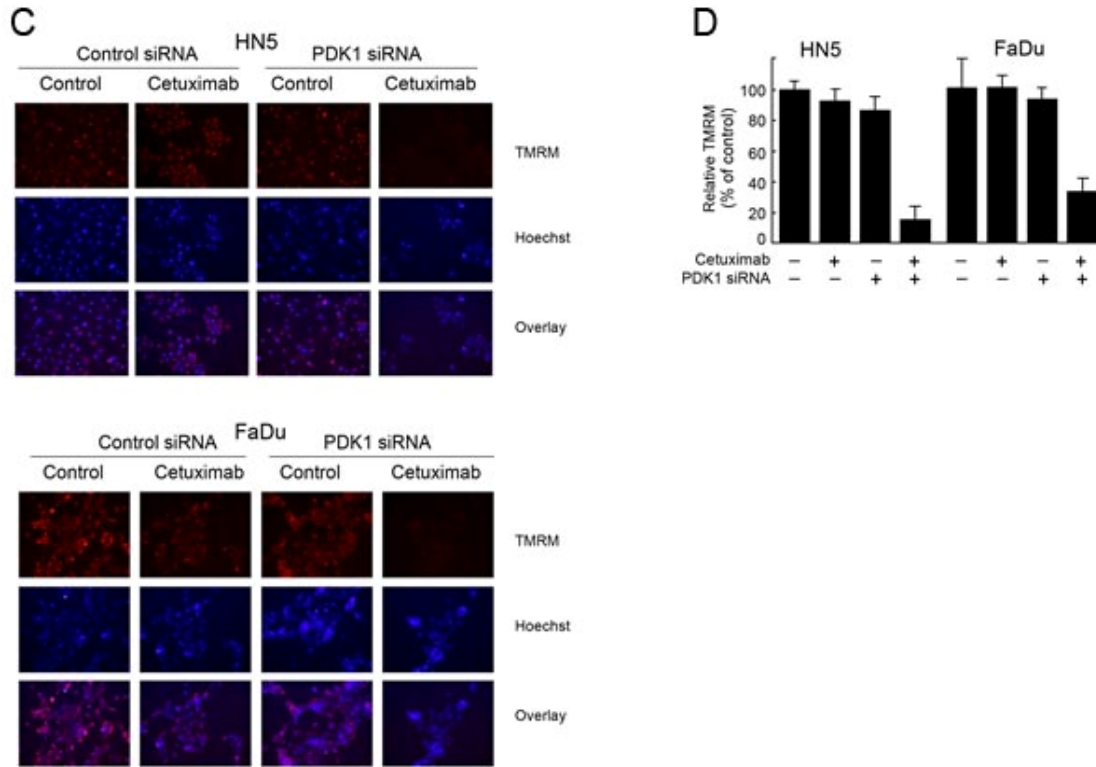 C
HN5
Control siRNA PDK1 siRNA
Control Cetuximab Control Cetuximab
TMRM
Hoechst
Overlay
FaDu
Control siRNA PDK1 siRNA
Control Cetuximab Control Cetuximab
TMRM
Hoechst
Overlay
D
HN5 FaDu
Relative TMRM
(% of control)
100
80
60
40
20
0
Cetuximab − + − + − + − +
PDK1 siRNA − − + + − − + +